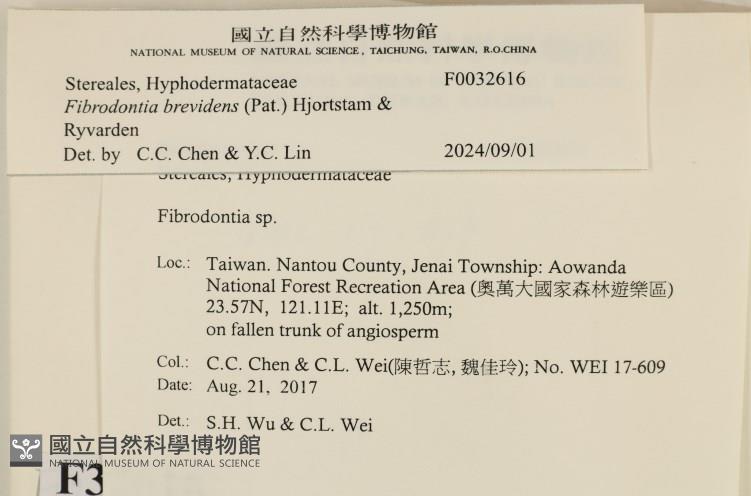 國立自然科學博物館
NATIONAL MUSEUM OF NATURAL SCIENCE, TAICHUNG, TAIWAN, R.O.CHINA
Stereales, Hyphodermataceae F0032616
Fibrodontia brevidens (Pat.) Hjortstam &
Ryvarden
Det. by C.C. Chen & Y.C. Lin 2024/09/01
Stereales, Hyphodermataceae
Fibrodontia sp.
Loc.: Taiwan. Nantou County, Jenai Township: Aowanda
National Forest Recreation Area (奧萬大國家森林遊樂區)
23.57N, 121.11E; alt. 1,250m;
on fallen trunk of angiosperm
Col.: C.C. Chen & C.L. Wei(陳哲志, 魏佳玲); No. WEI 17-609
Date: Aug. 21, 2017
Det.: S.H. Wu & C.L. Wei
國立自然科學博物館
NATIONAL MUSEUM OF NATURAL SCIENCE
F3